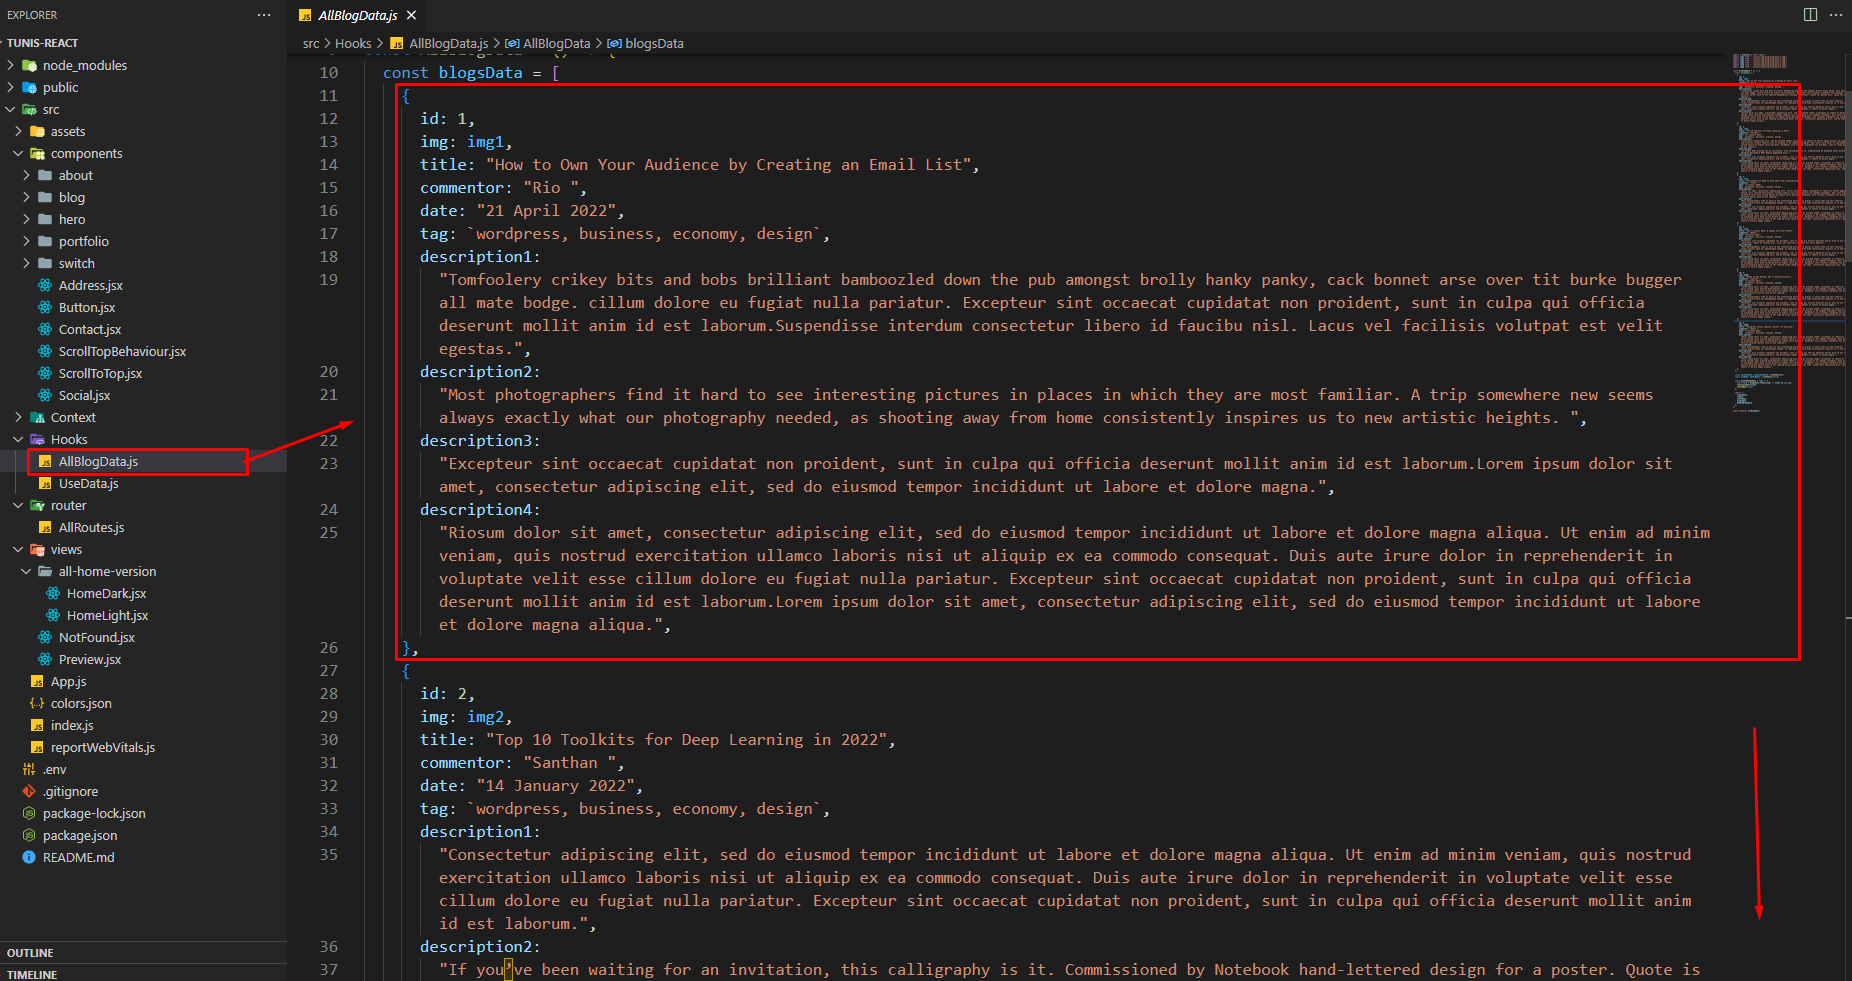 EXPLORER
TUNIS-REACT
node_modules
public
src
assets
components
about
blog
hero
portfolio
switch
Address.jsx
Button.jsx
Contact.jsx
ScrollTopBehaviour.jsx
ScrollToTop.jsx
Social.jsx
Context
Hooks
JS AllBlogData.js
JS UseData.js
router
JS AllRoutes.js
views
all-home-version
HomeDark.jsx
HomeLight.jsx
NotFound.jsx
Preview.jsx
JS App.js
{..} colors.json
JS index.js
JS reportWebVitals.js
.env
.gitignore
package-lock.json
package.json
README.md
OUTLINE
TIMELINE
JS AllBlogData.js
src > Hooks > JS AllBlogData.js > AllBlogData > blogsData
10 const blogsData = [
11 {
12 id: 1,
13 img: img1,
14 title: "How to Own Your Audience by Creating an Email List",
15 commentor: "Rio ",
16 date: "21 April 2022",
17 tag: `wordpress, business, economy, design`,
18 description1:
19 "Tomfoolery crikey bits and bobs brilliant bamboozled down the pub amongst brolly hanky panky, cack bonnet arse over tit burke bugger
all mate bodge. cillum dolore eu fugiat nulla pariatur. Excepteur sint occaecat cupidatat non proident, sunt in culpa qui officia
deserunt mollit anim id est laborum.Suspendisse interdum consectetur libero id faucibu nisl. Lacus vel facilisis volutpat est velit
egestas.",
20 description2:
21 "Most photographers find it hard to see interesting pictures in places in which they are most familiar. A trip somewhere new seems
always exactly what our photography needed, as shooting away from home consistently inspires us to new artistic heights. ",
22 description3:
23 "Excepteur sint occaecat cupidatat non proident, sunt in culpa qui officia deserunt mollit anim id est laborum.Lorem ipsum dolor sit
amet, consectetur adipiscing elit, sed do eiusmod tempor incididunt ut labore et dolore magna.",
24 description4:
25 "Riosum dolor sit amet, consectetur adipiscing elit, sed do eiusmod tempor incididunt ut labore et dolore magna aliqua. Ut enim ad minim
veniam, quis nostrud exercitation ullamco laboris nisi ut aliquip ex ea commodo consequat. Duis aute irure dolor in reprehenderit in
voluptate velit esse cillum dolore eu fugiat nulla pariatur. Excepteur sint occaecat cupidatat non proident, sunt in culpa qui officia
deserunt mollit anim id est laborum.Lorem ipsum dolor sit amet, consectetur adipiscing elit, sed do eiusmod tempor incididunt ut labore
et dolore magna aliqua.",
26 },
27 {
28 id: 2,
29 img: img2,
30 title: "Top 10 Toolkits for Deep Learning in 2022",
31 commentor: "Santhan ",
32 date: "14 January 2022",
33 tag: `wordpress, business, economy, design`,
34 description1:
35 "Consectetur adipiscing elit, sed do eiusmod tempor incididunt ut labore et dolore magna aliqua. Ut enim ad minim veniam, quis nostrud
exercitation ullamco laboris nisi ut aliquip ex ea commodo consequat. Duis aute irure dolor in reprehenderit in voluptate velit esse
cillum dolore eu fugiat nulla pariatur. Excepteur sint occaecat cupidatat non proident, sunt in culpa qui officia deserunt mollit anim
id est laborum.",
36 description2:
37 "If you’ve been waiting for an invitation, this calligraphy is it. Commissioned by Notebook hand-lettered design for a poster. Quote is